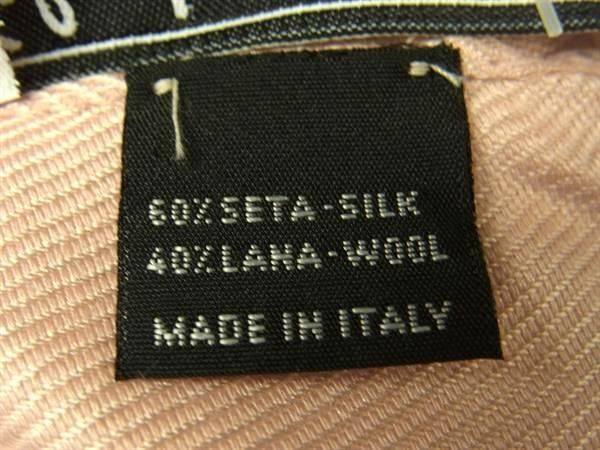 60% SETA-SILK
40% LANA-WOOL
MADE IN ITALY